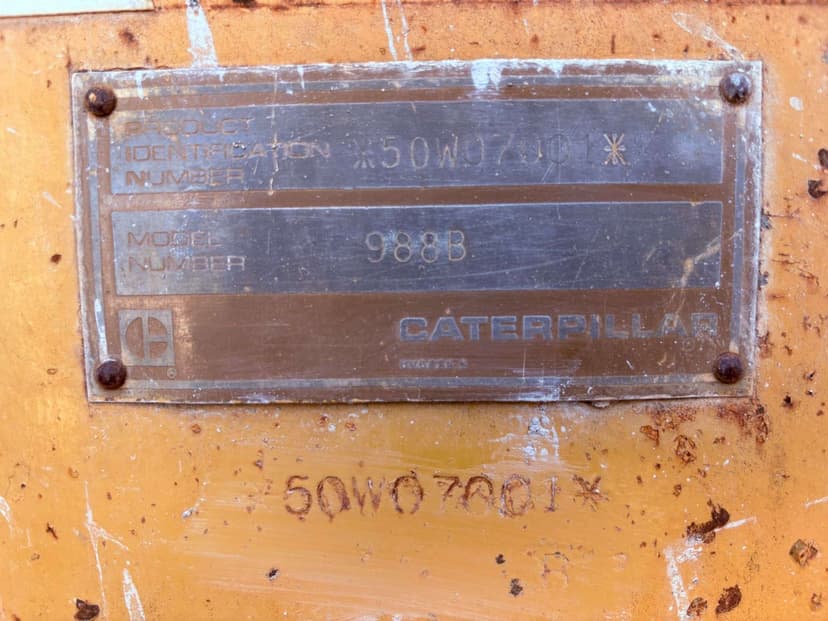 PRODUCT
IDENTIFICATION *50W07001*
NUMBER
MODEL
NUMBER 988B
CATERPILLAR
50W07001*